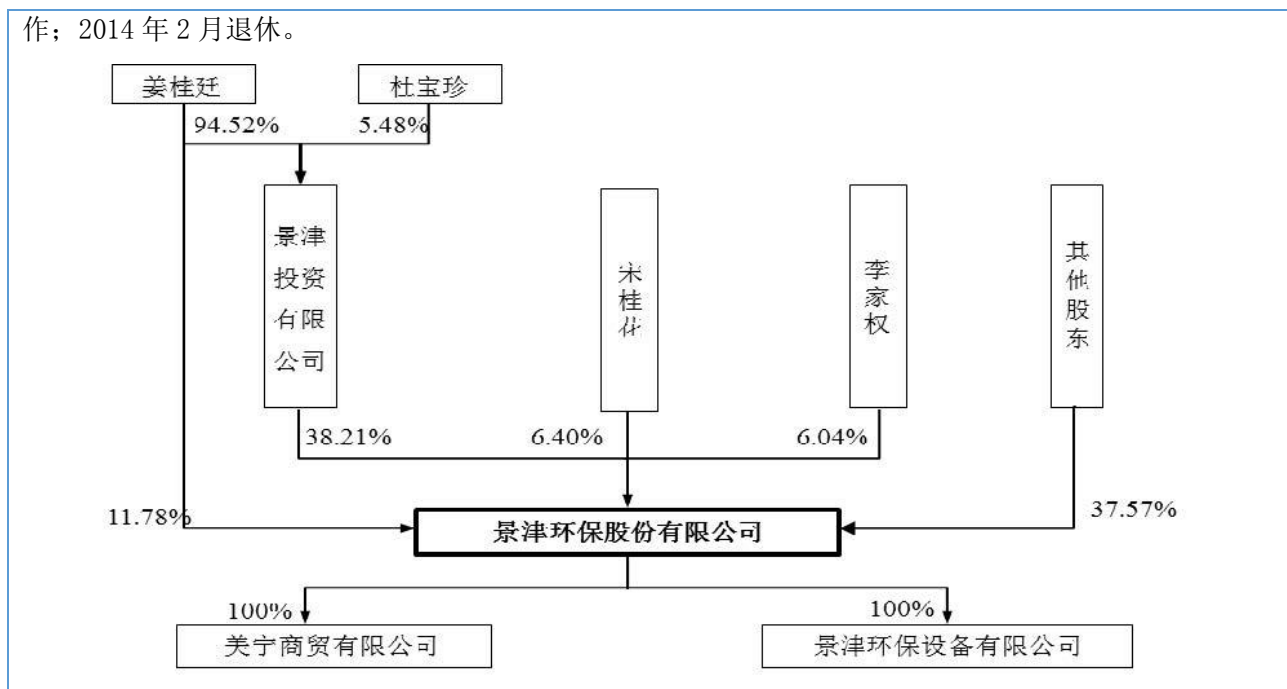 作；2014 年 2 月退休。
姜桂廷
杜宝珍
94.52%
5.48%
景津
投资
有限
公司
宋
桂
花
李
家
权
其
他
股
东
38.21%
6.40%
6.04%
11.78%
37.57%
景津环保股份有限公司
100%
100%
美宁商贸有限公司
景津环保设备有限公司